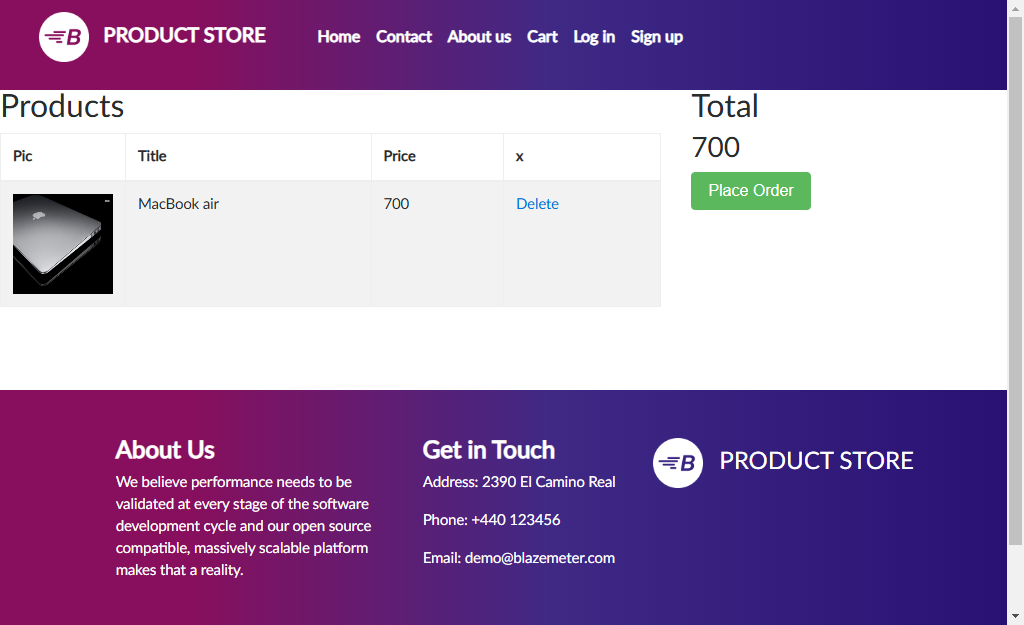 B PRODUCT STORE Home Contact About us Cart Log in Sign up
Products
Pic Title Price x
MacBook air 700 Delete
Total
700
Place Order
About Us
We believe performance needs to be
validated at every stage of the software
development cycle and our open source
compatible, massively scalable platform
makes that a reality.
Get in Touch
Address: 2390 El Camino Real
Phone: +440 123456
Email: demo@blazemeter.com
B PRODUCT STORE